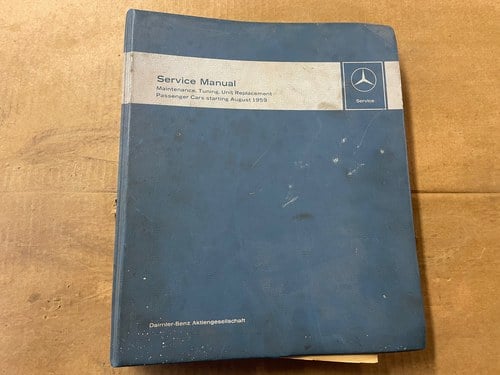 Service Manual
Maintenance, Tuning, Unit Replacement
Passenger Cars starting August 1959
Service
Daimler-Benz Aktiengesellschaft